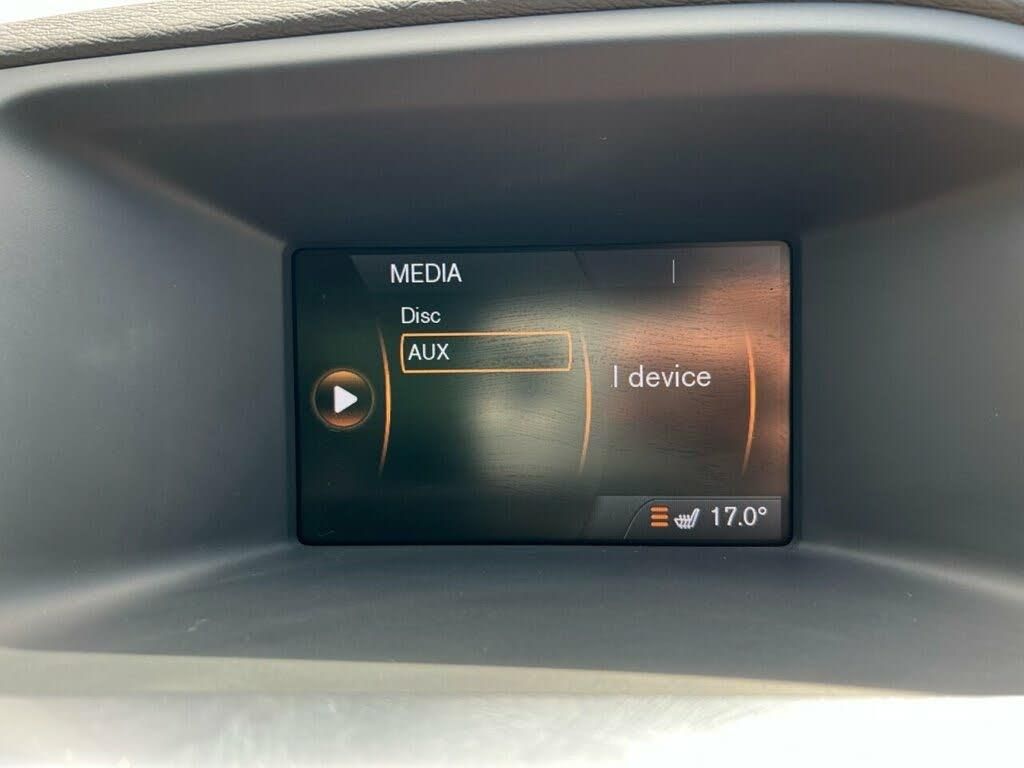 MEDIA
Disc
AUX
l device
17.0°